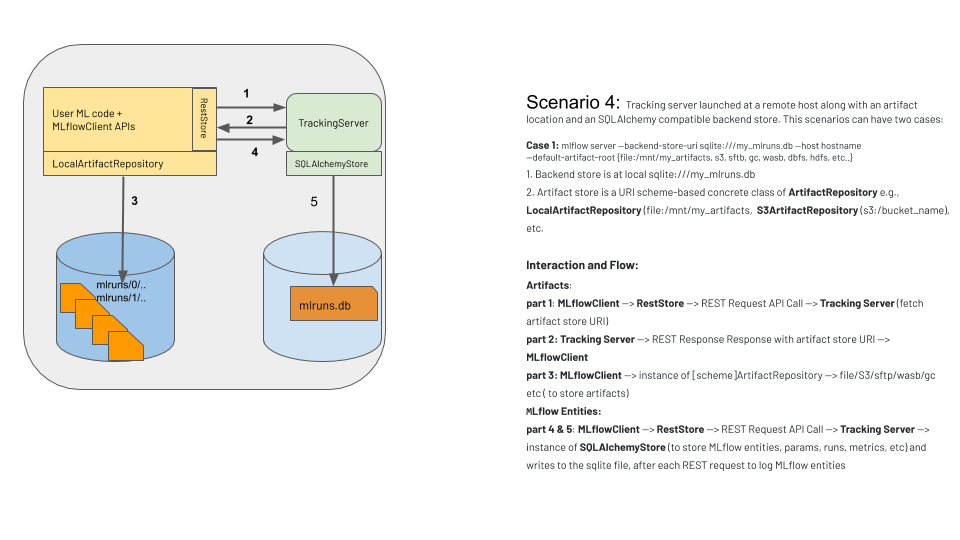 1
2
4
User ML code +
MLflowClient APIs
RestStore
LocalArtifactRepository
TrackingServer
SQLAlchemyStore
3
5
mlruns/0/..
mlruns/1/..
mlruns.db
Scenario 4: Tracking server launched at a remote host along with an artifact
location and an SQLAlchemy compatible backend store. This scenarios can have two cases:
Case 1: mlflow server —backend-store-uri sqlite:///my_mlruns.db —host hostname
—default-artifact-root {file:/mnt/my_artifacts, s3, sftb, gc, wasb, dbfs, hdfs, etc..}
1. Backend store is at local sqlite:///my_mlruns.db
2. Artifact store is a URI scheme-based concrete class of ArtifactRepository e.g.,
LocalArtifactRepository (file:/mnt/my_artifacts, S3ArtifactRepository (s3:/bucket_name),
etc.
Interaction and Flow:
Artifacts:
part 1: MLflowClient —> RestStore —> REST Request API Call —> Tracking Server (fetch
artifact store URI)
part 2: Tracking Server —> REST Response Response with artifact store URI —>
MLflowClient
part 3: MLflowClient —> instance of [scheme]ArtifactRepository —> file/S3/sftp/wasb/gc
etc ( to store artifacts)
MLflow Entities:
part 4 & 5: MLflowClient —> RestStore —> REST Request API Call —> Tracking Server —>
instance of SQLAlchemyStore (to store MLflow entities, params, runs, metrics, etc) and
writes to the sqlite file, after each REST request to log MLflow entities